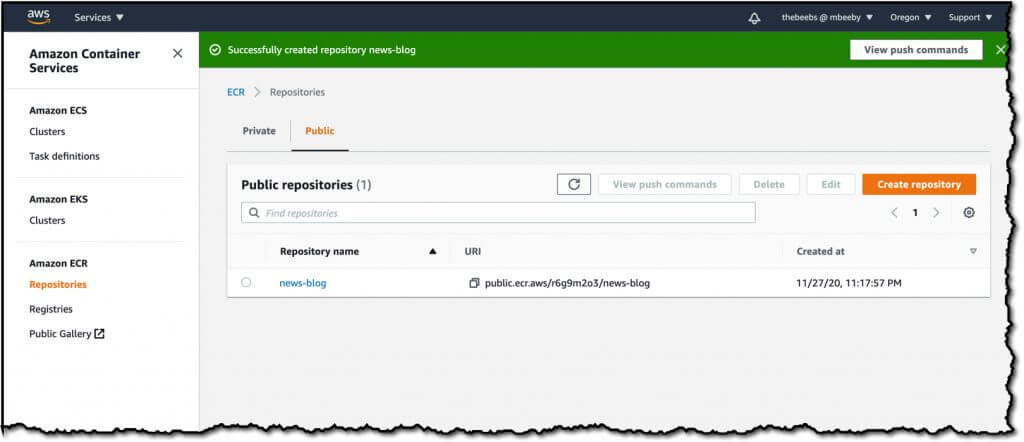 aws Services ▼ thebeebs @ mbeeby ▼ Oregon ▼ Support ▼
Amazon Container
Services
Amazon ECS
Clusters
Task definitions
Amazon EKS
Clusters
Amazon ECR
Repositories
Registries
Public Gallery
Successfully created repository news-blog View push commands
ECR > Repositories
Private Public
Public repositories (1) View push commands Delete Edit Create repository
Find repositories < 1 >
Repository name ▲ URI Created at ▽
news-blog public.ecr.aws/r6g9m2o3/news-blog 11/27/20, 11:17:57 PM